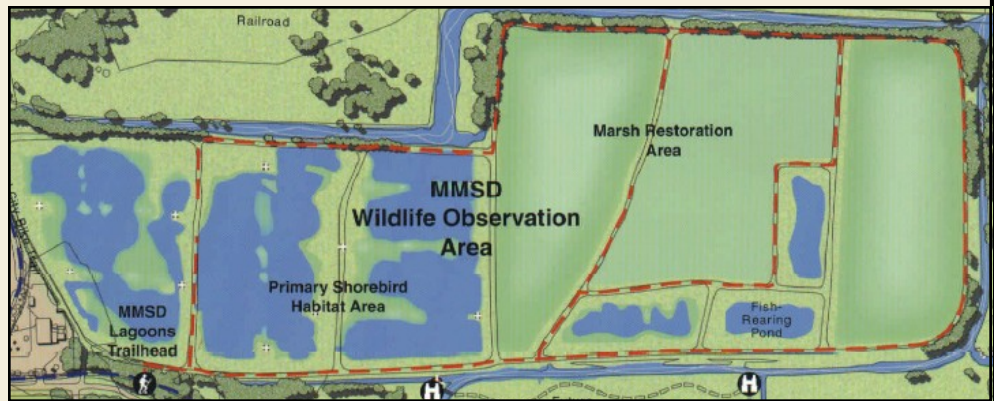 Railroad
Marsh Restoration
Area
MMSD
Wildlife Observation
Area
Primary Shorebird
Habitat Area
MMSD
Lagoons
Trailhead
Fish-
Rearing
Pond
H
H